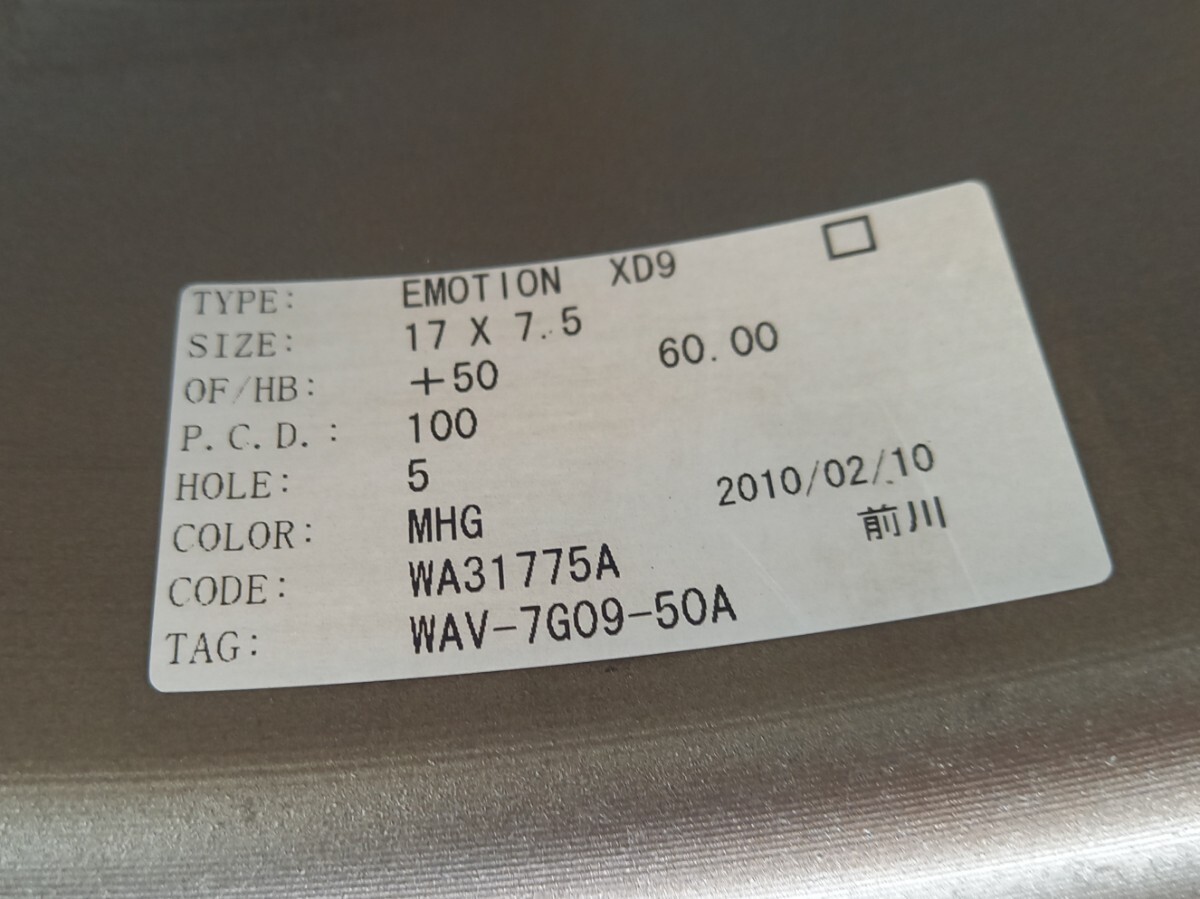 TYPE: EMOTION XD9 □
SIZE: 17 X 7.5
OF/HB: +50 60.00
P.C.D.: 100
HOLE: 5 2010/02/10
COLOR: MHG 前川
CODE: WA31775A
TAG: WAV-7G09-50A